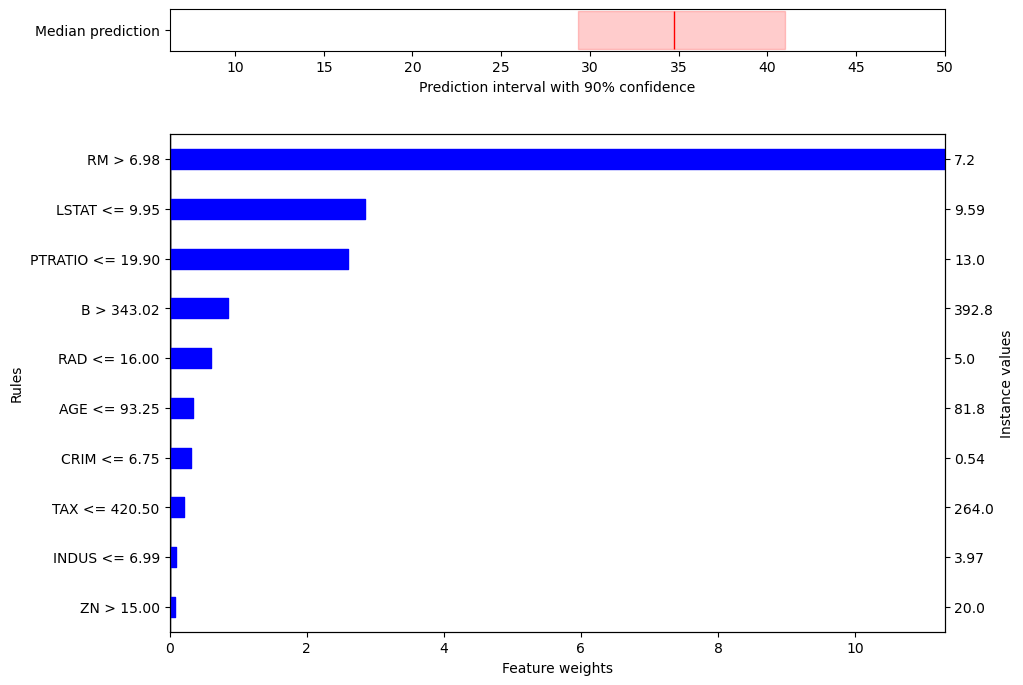 Median prediction
10 15 20 25 30 35 40 45 50
Prediction interval with 90% confidence
RM > 6.98 7.2
LSTAT <= 9.95 9.59
PTRATIO <= 19.90 13.0
B > 343.02 392.8
RAD <= 16.00 5.0
AGE <= 93.25 81.8
CRIM <= 6.75 0.54
TAX <= 420.50 264.0
INDUS <= 6.99 3.97
ZN > 15.00 20.0
Rules
Instance values
0 2 4 6 8 10
Feature weights